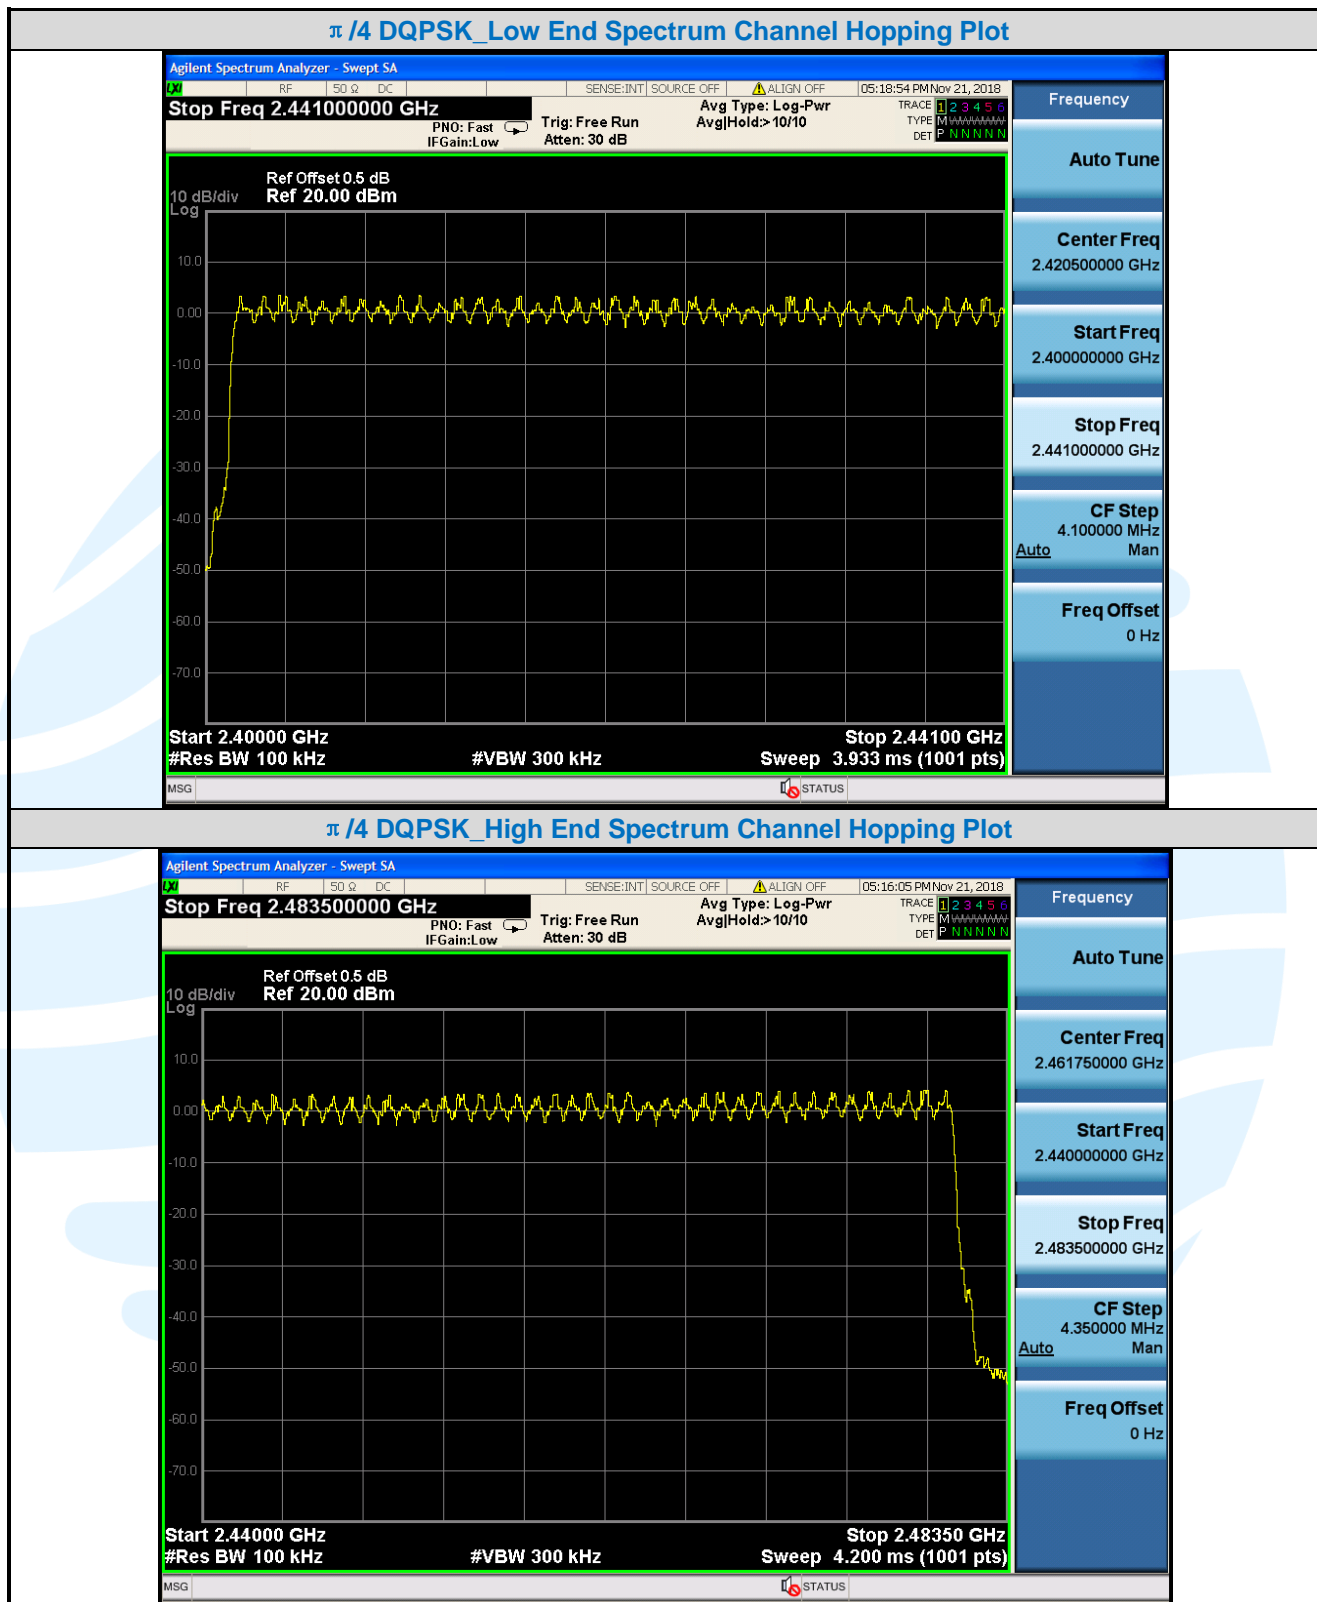 π /4 DQPSK_Low End Spectrum Channel Hopping Plot
Agilent Spectrum Analyzer - Swept SA
LXI RF 50 Ω DC SENSE:INT SOURCE OFF ALIGN OFF 05:18:54 PM Nov 21, 2018
Stop Freq 2.441000000 GHz
PNO: Fast
IFGain:Low
Trig: Free Run
Atten: 30 dB
Avg Type: Log-Pwr
Avg|Hold:> 10/10
TRACE 1 2 3 4 5 6
TYPE M
DET P N N N N N
Ref Offset 0.5 dB
10 dB/div Ref 20.00 dBm
Log
10.0
0.00
-10.0
-20.0
-30.0
-40.0
-50.0
-60.0
-70.0
Start 2.40000 GHz Stop 2.44100 GHz
#Res BW 100 kHz #VBW 300 kHz Sweep 3.933 ms (1001 pts)
MSG STATUS
Frequency
Auto Tune
Center Freq
2.420500000 GHz
Start Freq
2.400000000 GHz
Stop Freq
2.441000000 GHz
CF Step
4.100000 MHz
Auto Man
Freq Offset
0 Hz
π /4 DQPSK_High End Spectrum Channel Hopping Plot
Agilent Spectrum Analyzer - Swept SA
LXI RF 50 Ω DC SENSE:INT SOURCE OFF ALIGN OFF 05:16:05 PM Nov 21, 2018
Stop Freq 2.483500000 GHz
PNO: Fast
IFGain:Low
Trig: Free Run
Atten: 30 dB
Avg Type: Log-Pwr
Avg|Hold:> 10/10
TRACE 1 2 3 4 5 6
TYPE M
DET P N N N N N
Ref Offset 0.5 dB
10 dB/div Ref 20.00 dBm
Log
10.0
0.00
-10.0
-20.0
-30.0
-40.0
-50.0
-60.0
-70.0
Start 2.44000 GHz Stop 2.48350 GHz
#Res BW 100 kHz #VBW 300 kHz Sweep 4.200 ms (1001 pts)
MSG STATUS
Frequency
Auto Tune
Center Freq
2.461750000 GHz
Start Freq
2.440000000 GHz
Stop Freq
2.483500000 GHz
CF Step
4.350000 MHz
Auto Man
Freq Offset
0 Hz